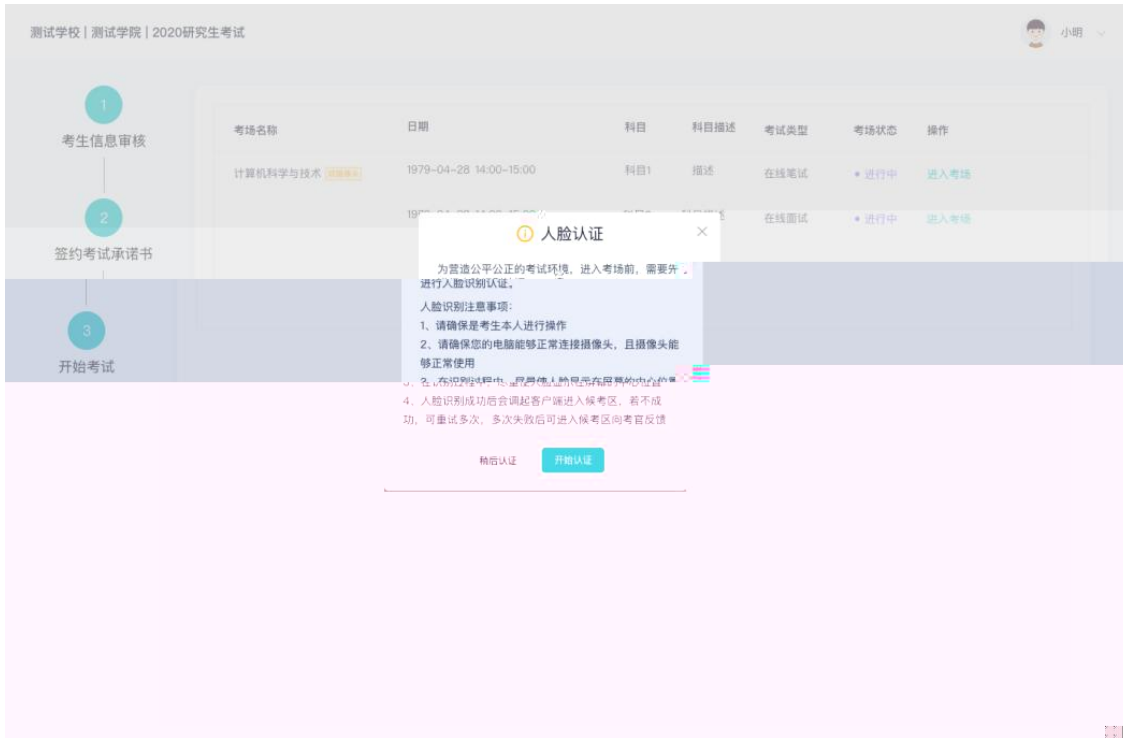 测试学校 | 测试学院 | 2020研究生考试
小明
1
考生信息审核
2
签约考试承诺书
3
开始考试
考场名称 日期 科目 科目描述 考试类型 考场状态 操作
计算机科学与技术 1979-04-28 14:00-15:00 科目1 描述 在线笔试 进行中 进入考场
在线面试 进行中 进入考场
人脸认证
为营造公平公正的考试环境，进入考场前，需要先
进行人脸识别认证。
人脸识别注意事项：
1、请确保是考生本人进行操作
2、请确保您的电脑能够正常连接摄像头，且摄像头能
够正常使用
4、人脸识别成功后会调起客户端进入候考区，若不成
功，可重试多次，多次失败后可进入候考区向考官反馈
稍后认证
开始认证